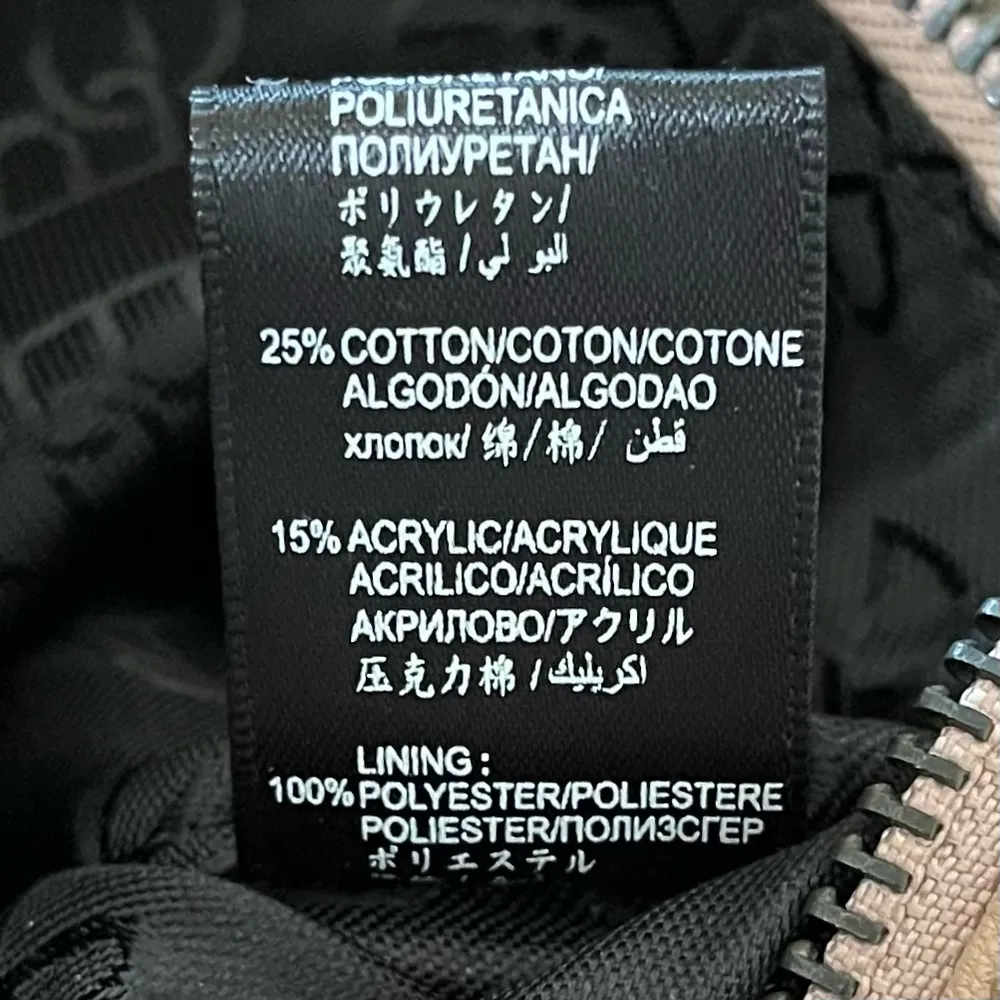 POLIURETANICA
ПОЛИУРЕТАН/
ポリウレタン/
聚氨酯/البو لي
25% COTTON/COTON/COTONE
ALGODÓN/ALGODAO
хлопок/绵/棉/ قطن
15% ACRYLIC/ACRYLIQUE
ACRILICO/ACRÍLICO
АКРИЛОВО/アクリル
压克力棉/اكريليك
LINING :
100% POLYESTER/POLIESTERE
POLIESTER/ПОЛИЗСГЕР
ポリエステル